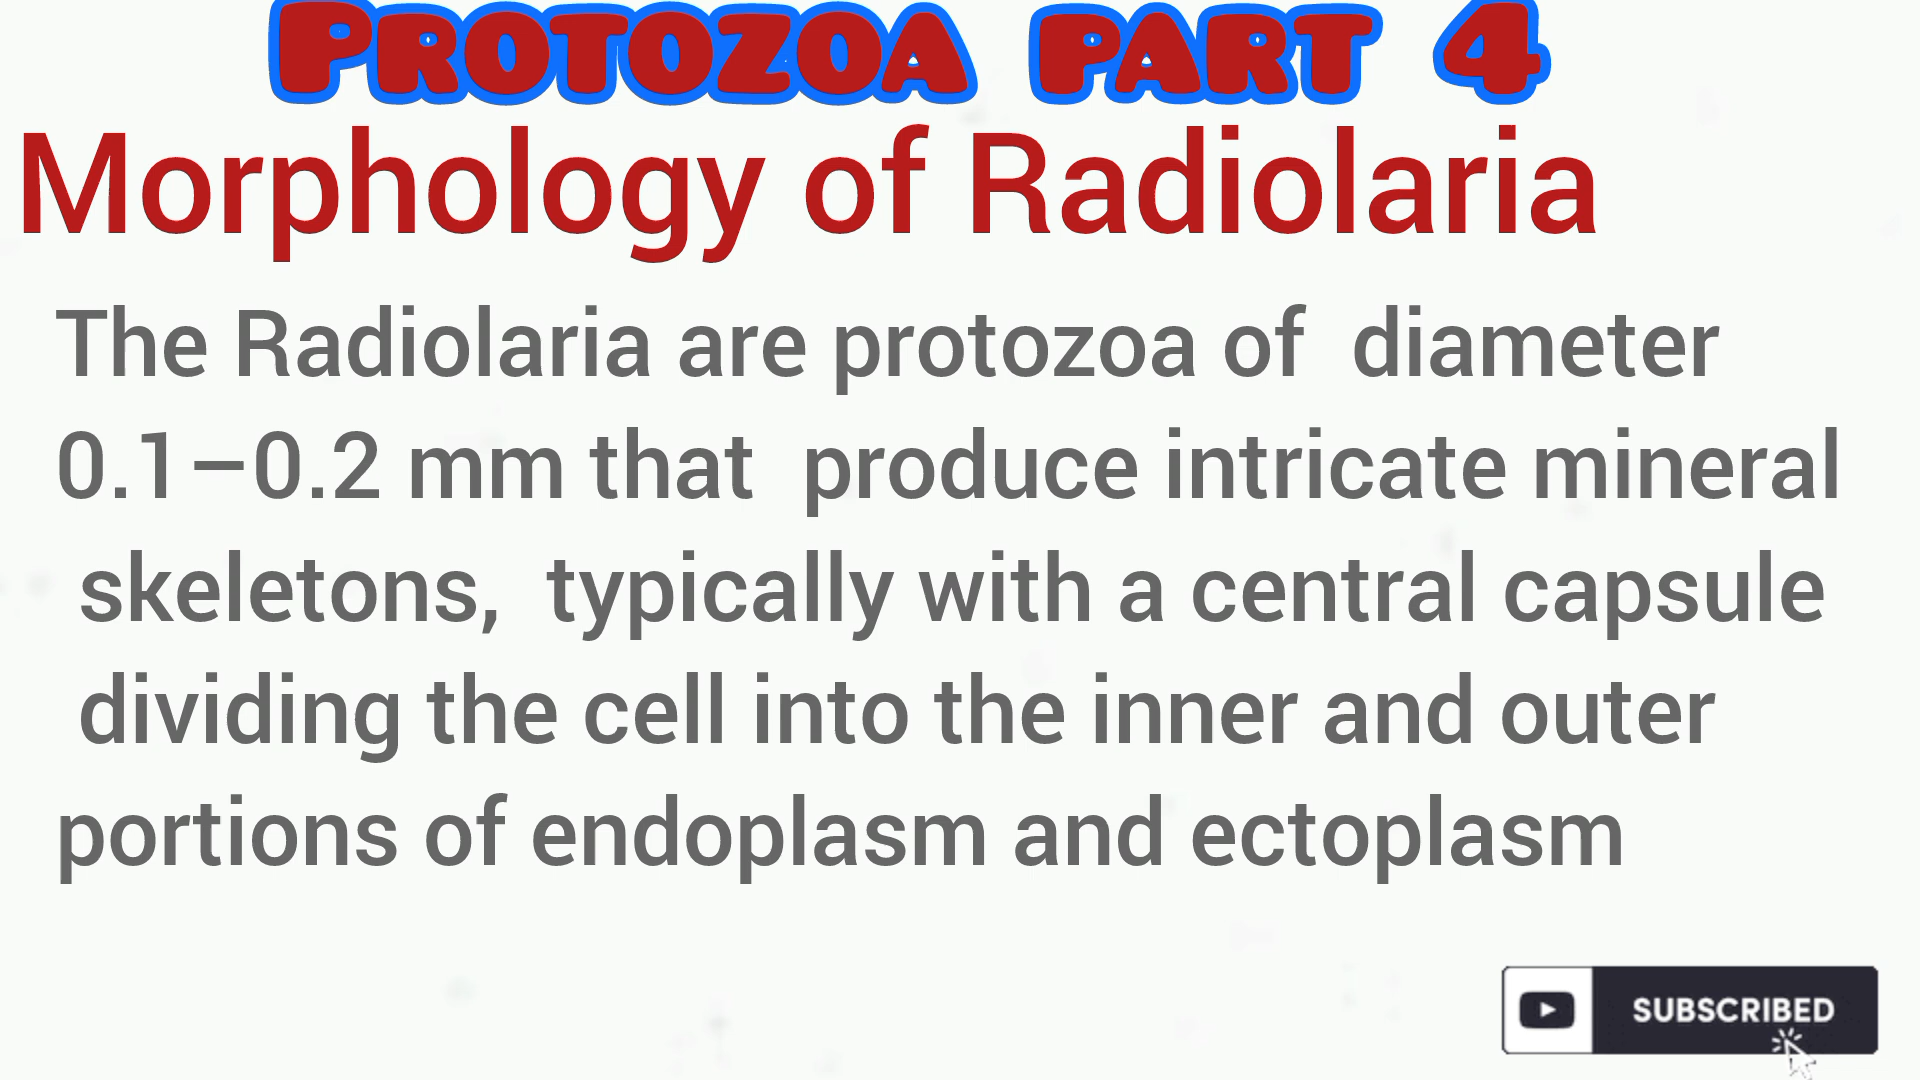 PROTOZOA PART 4
Morphology of Radiolaria
The Radiolaria are protozoa of diameter
0.1–0.2 mm that produce intricate mineral
skeletons, typically with a central capsule
dividing the cell into the inner and outer
portions of endoplasm and ectoplasm
SUBSCRIBED